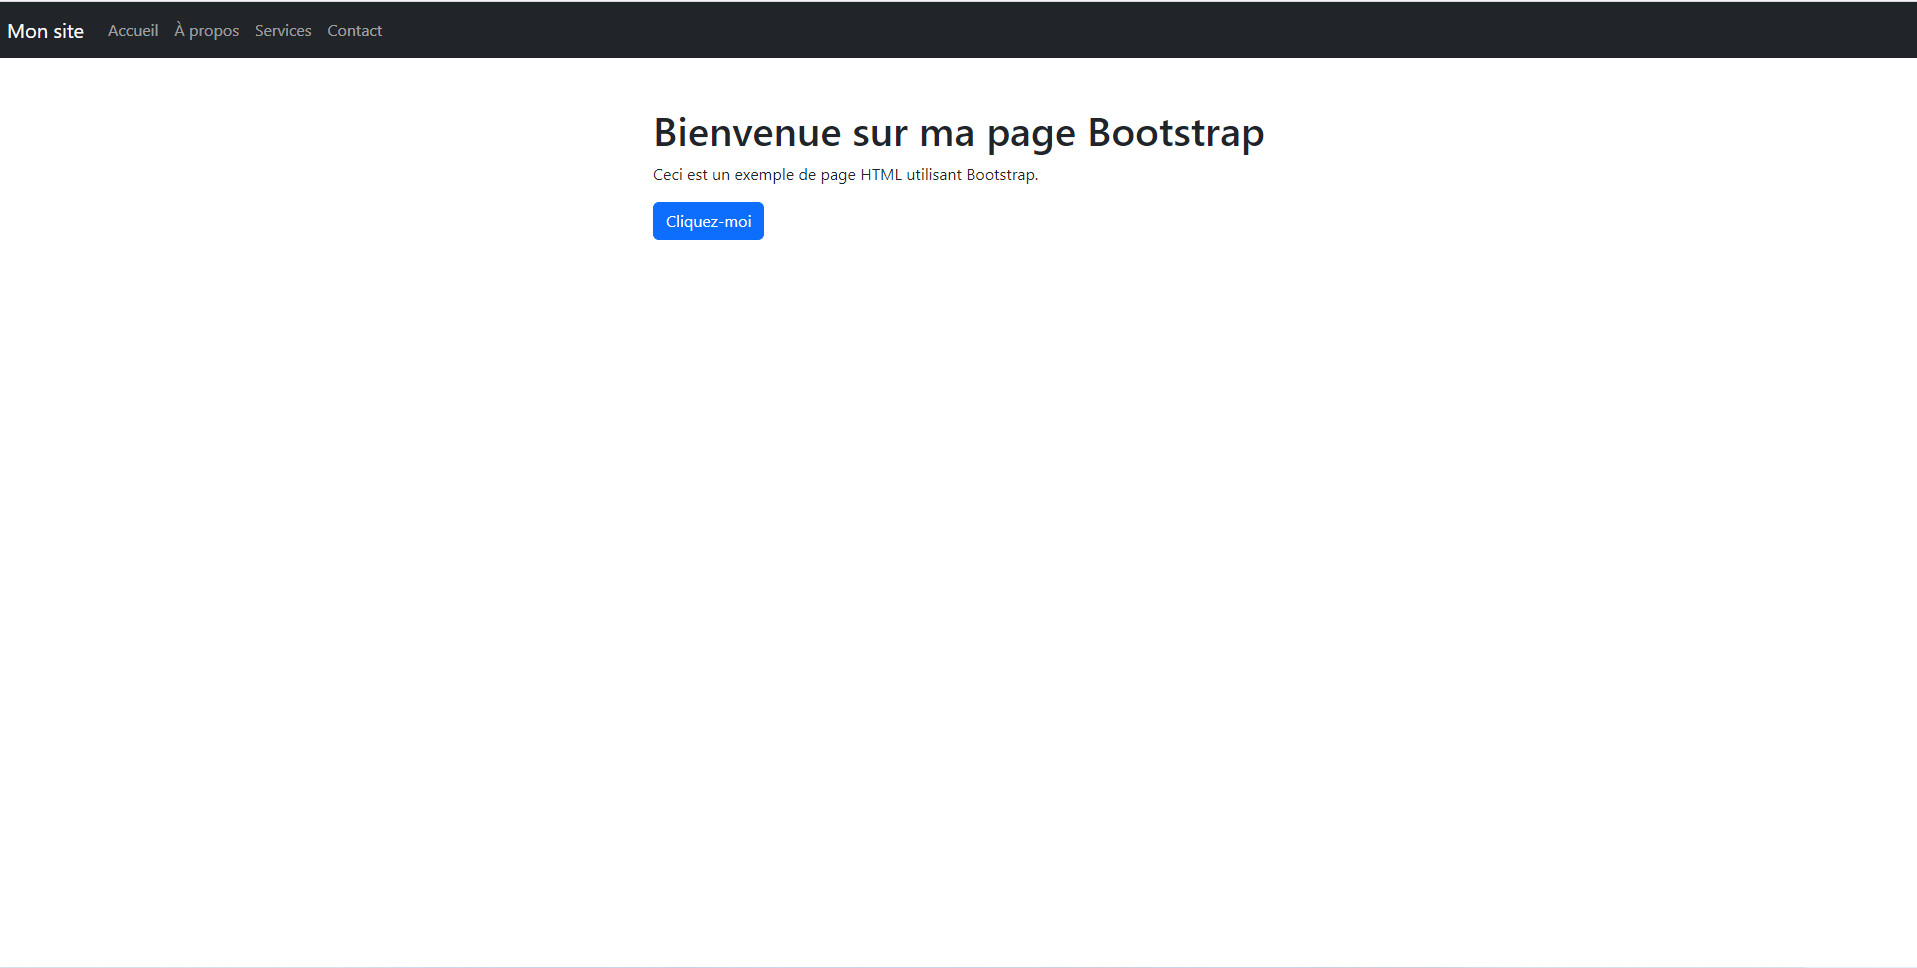 Mon site Accueil À propos Services Contact
Bienvenue sur ma page Bootstrap
Ceci est un exemple de page HTML utilisant Bootstrap.
Cliquez-moi